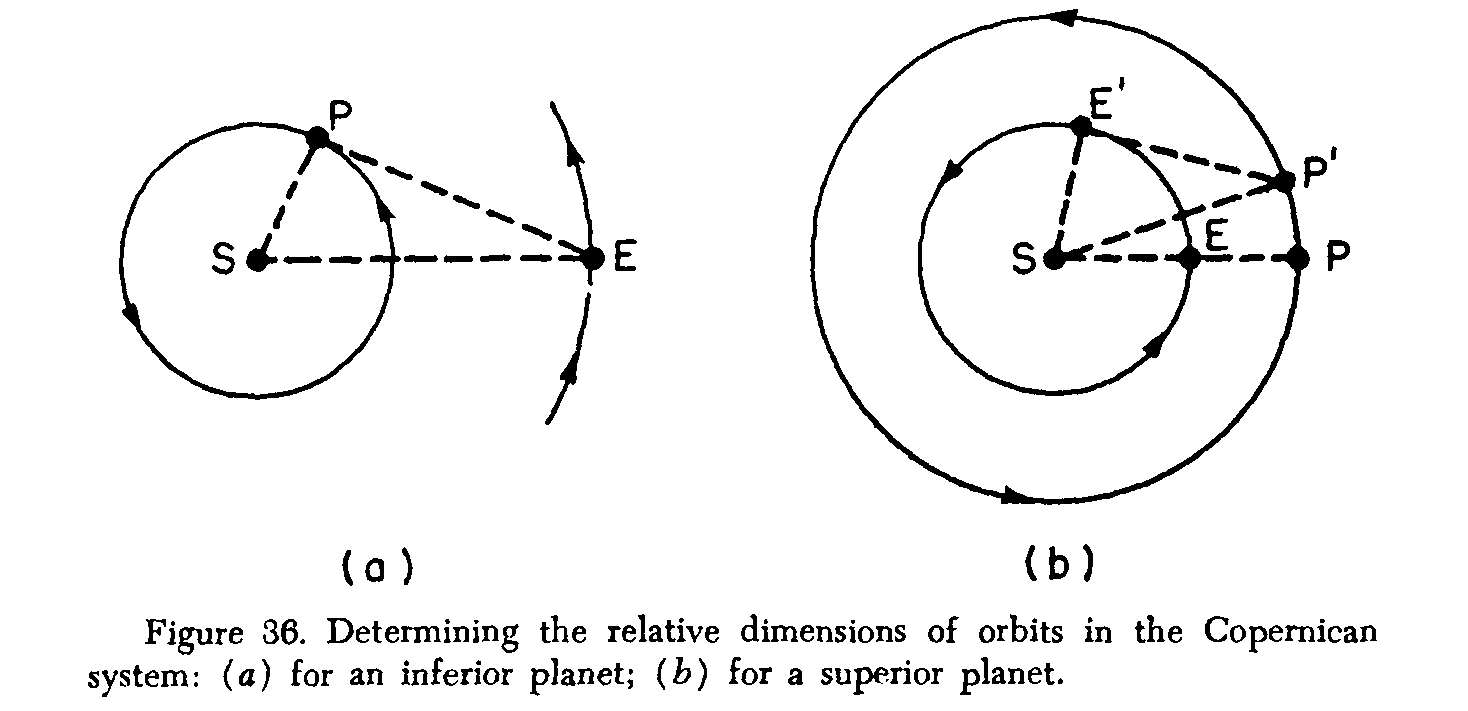 P
S
E
E'
P'
S
E
P
(a)
(b)
Figure 36. Determining the relative dimensions of orbits in the Copernican
system: (a) for an inferior planet; (b) for a superior planet.